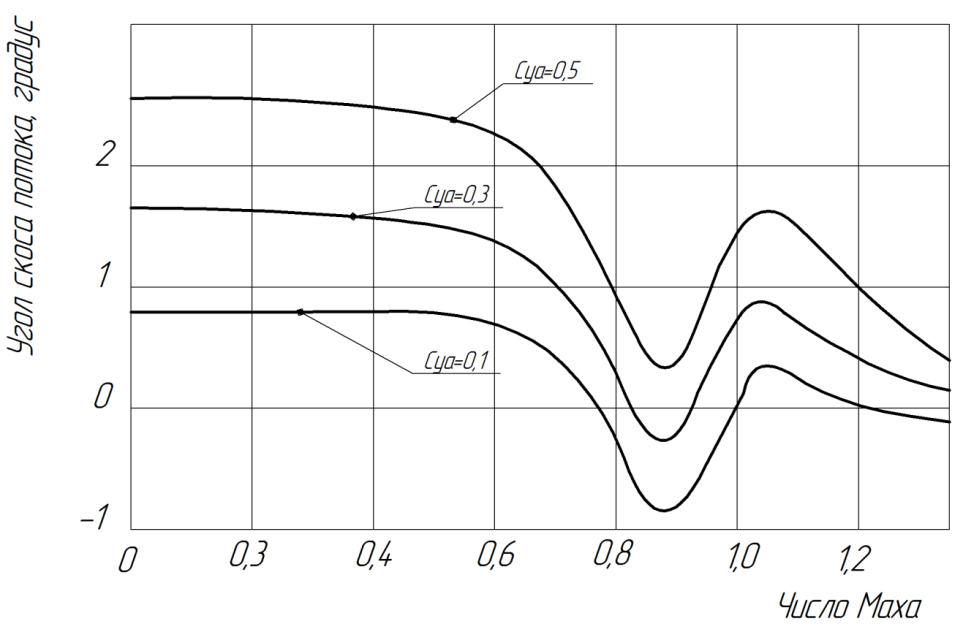 Угол скоса потока, градус
Cya=0,5
2
Cya=0,3
1
Cya=0,1
0
-1
0 0,3 0,4 0,6 0,8 1,0 1,2
Число Маха